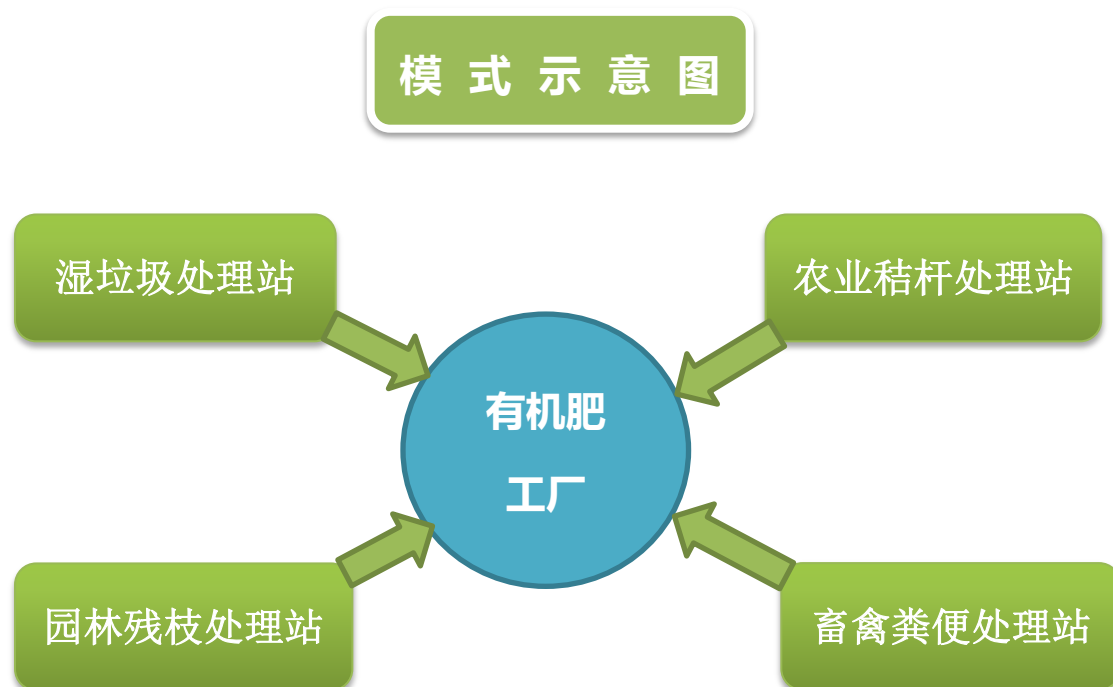 模式示意图
湿垃圾处理站
农业秸杆处理站
有机肥
工厂
园林残枝处理站
畜禽粪便处理站